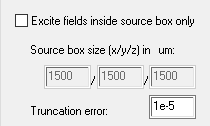 Excite fields inside source box only
Source box size (x/y/z) in um:
1500 / 1500 / 1500
Truncation error: 1e-5